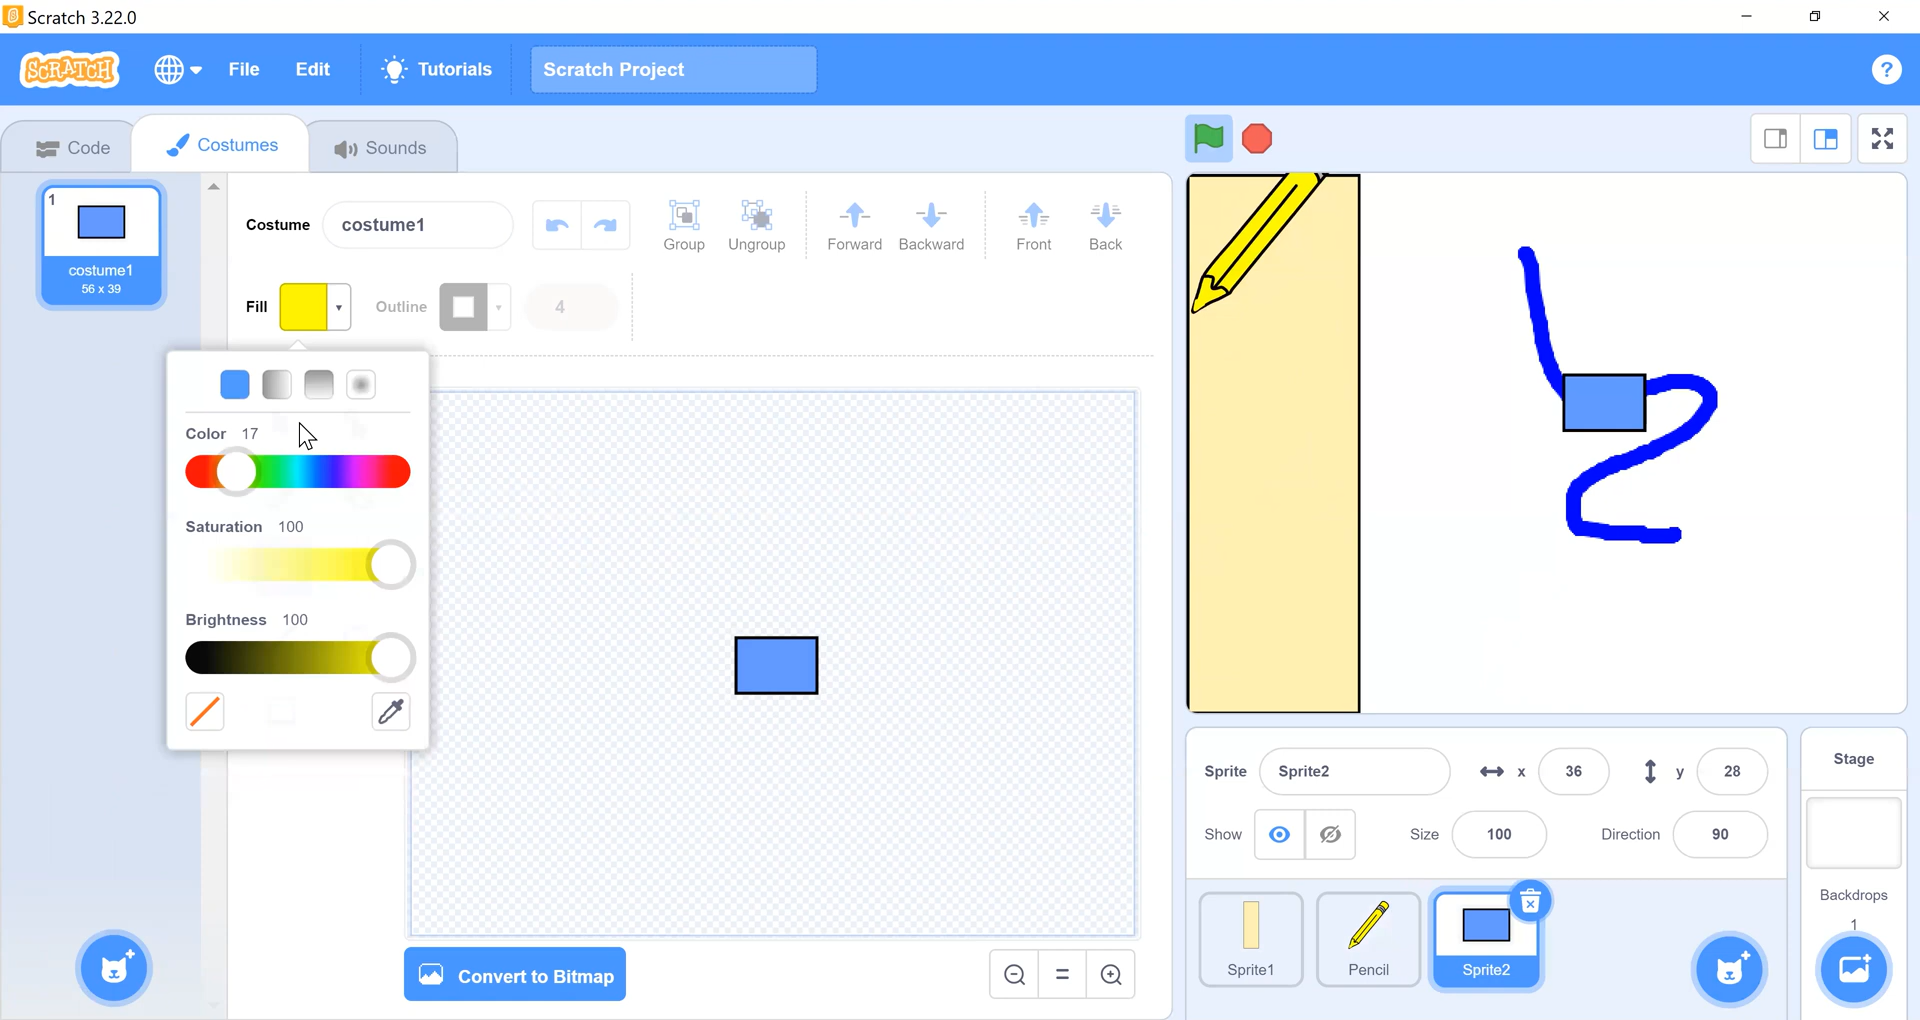 Scratch 3.22.0
SCRATCH
File
Edit
Tutorials
Scratch Project
?
Code
Costumes
Sounds
1
costume1
56 x 39
Costume
costume1
Group
Ungroup
Forward
Backward
Front
Back
Fill
Outline
4
Color 17
Saturation 100
Brightness 100
Convert to Bitmap
Sprite
Sprite2
x
36
y
28
Show
Size
100
Direction
90
Sprite1
Pencil
Sprite2
Stage
Backdrops
1